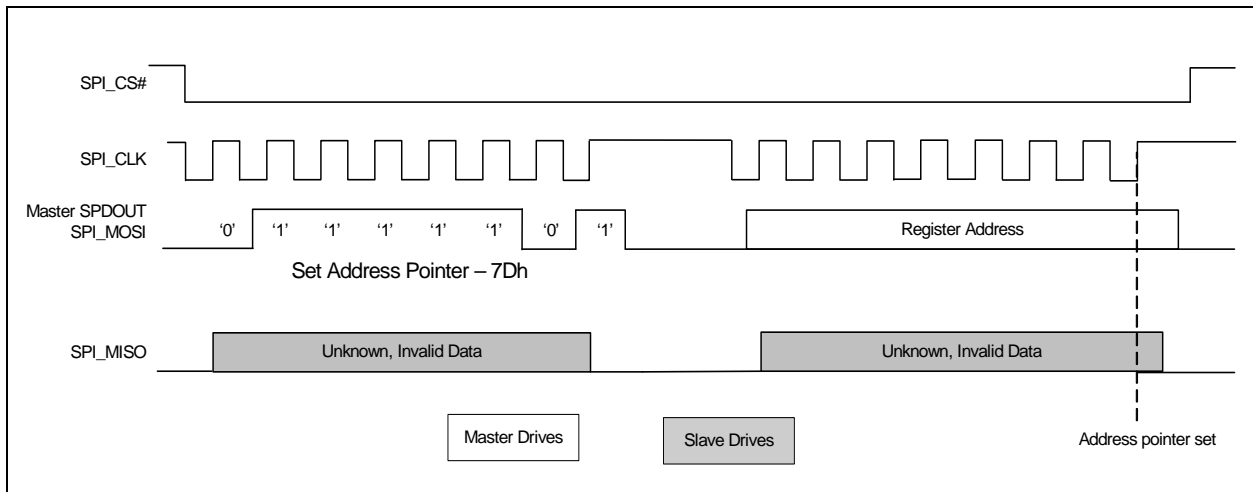 SPI_CS#
SPI_CLK
Master SPDOUT
SPI_MOSI
‘0’ ‘1’ ‘1’ ‘1’ ‘1’ ‘1’ ‘0’ ‘1’ Register Address
Set Address Pointer – 7Dh
SPI_MISO
Unknown, Invalid Data Unknown, Invalid Data
Master Drives Slave Drives
Address pointer set